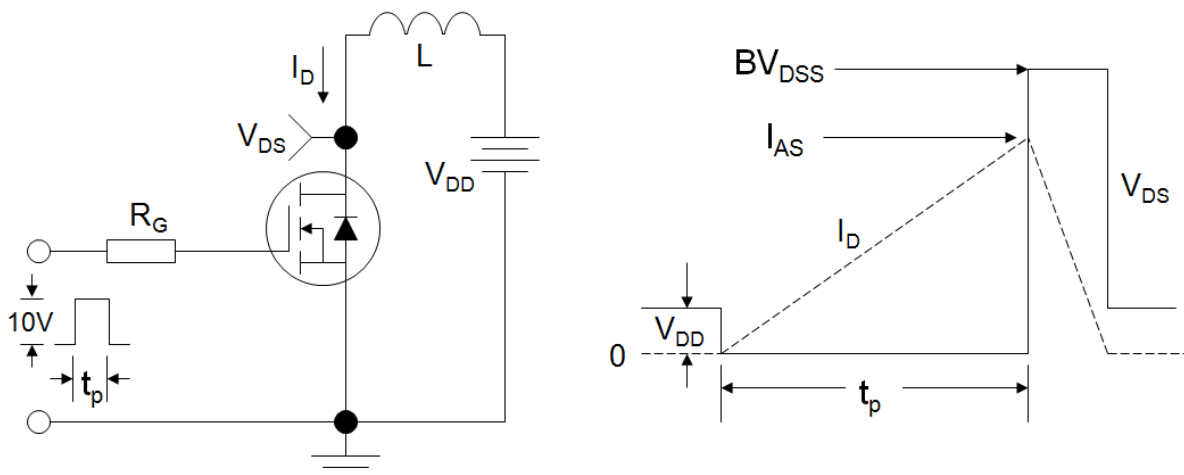 I_D
L
V_DS
V_DD
R_G
10V
t_p
BV_DSS
I_AS
V_DS
I_D
V_DD
0
t_p